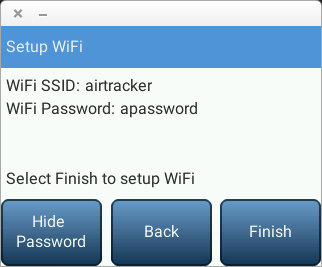 Setup WiFi
WiFi SSID: airtracker
WiFi Password: apassword
Select Finish to setup WiFi
Hide
Password
Back
Finish